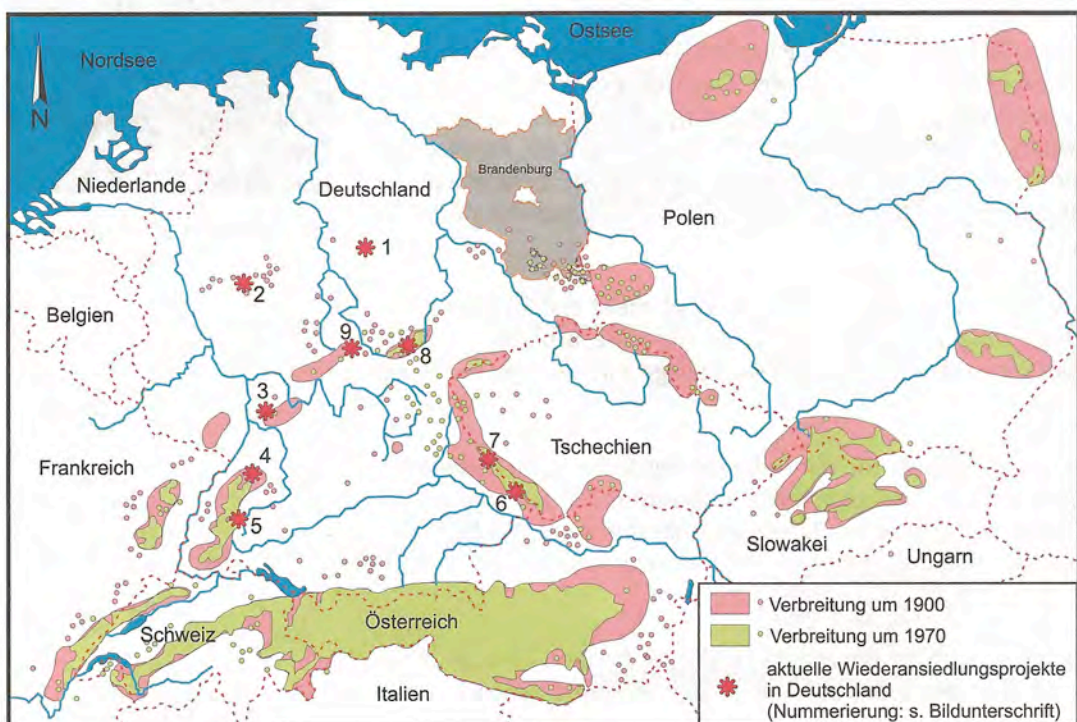 Nordsee
Ostsee
N
Niederlande
Deutschland
Brandenburg
Polen
1
2
Belgien
9
8
3
Frankreich
4
7
Tschechien
6
5
Slowakei
Ungarn
Schweiz
Österreich
Italien
Verbreitung um 1900
Verbreitung um 1970
aktuelle Wiederansiedlungsprojekte
in Deutschland
(Nummerierung: s. Bildunterschrift)